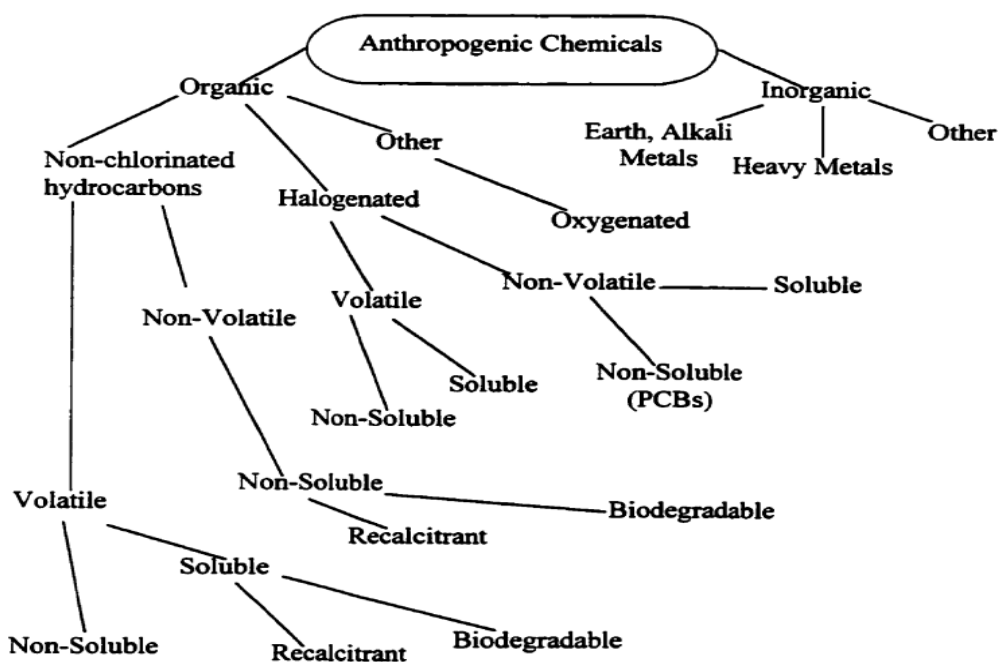 Anthropogenic Chemicals
Organic
Inorganic
Earth, Alkali
Metals
Heavy Metals
Other
Other
Non-chlorinated
hydrocarbons
Halogenated
Oxygenated
Non-Volatile
Soluble
Volatile
Non-Volatile
Soluble
Non-Soluble
(PCBs)
Non-Soluble
Non-Soluble
Biodegradable
Volatile
Recalcitrant
Soluble
Non-Soluble
Recalcitrant
Biodegradable